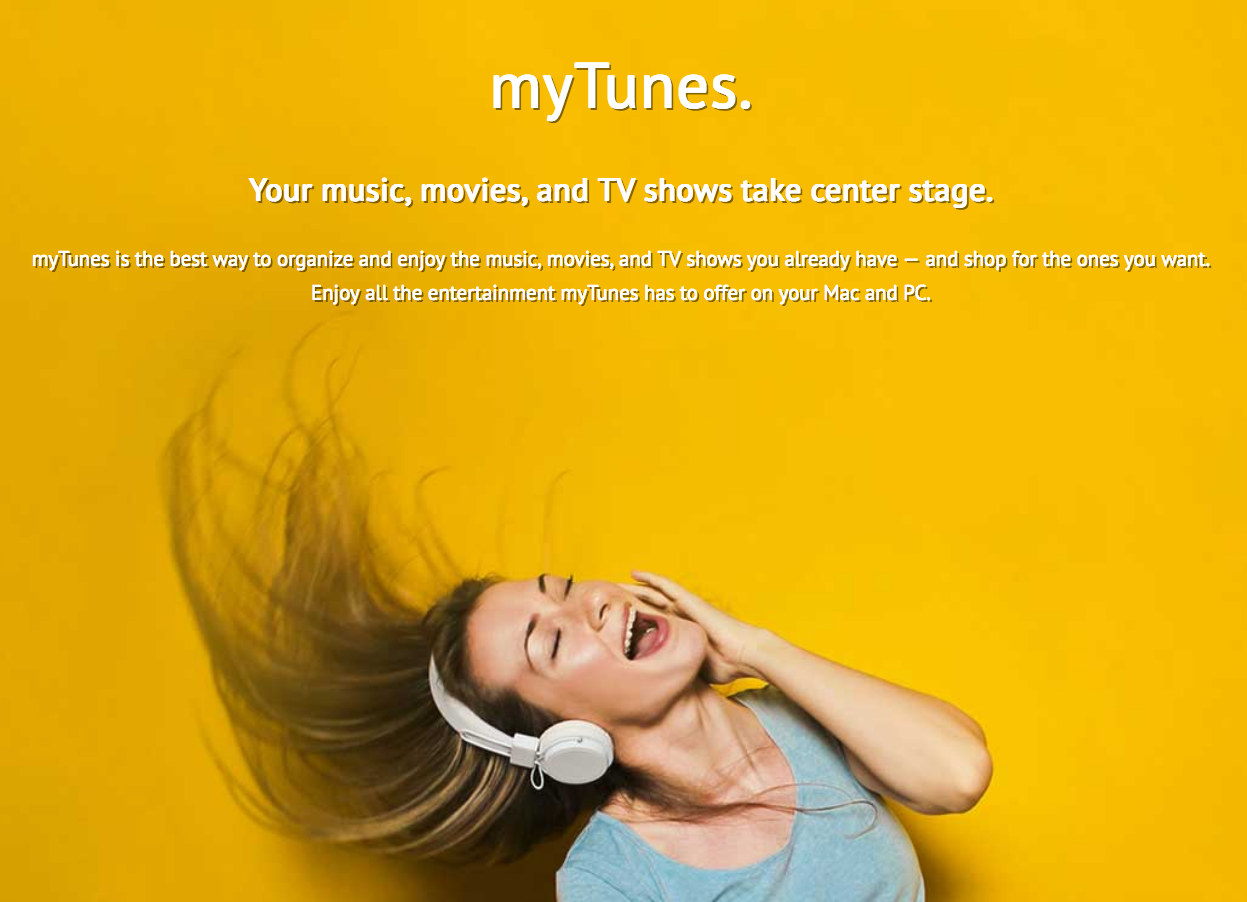 myTunes.
Your music, movies, and TV shows take center stage.
myTunes is the best way to organize and enjoy the music, movies, and TV shows you already have — and shop for the ones you want.
Enjoy all the entertainment myTunes has to offer on your Mac and PC.